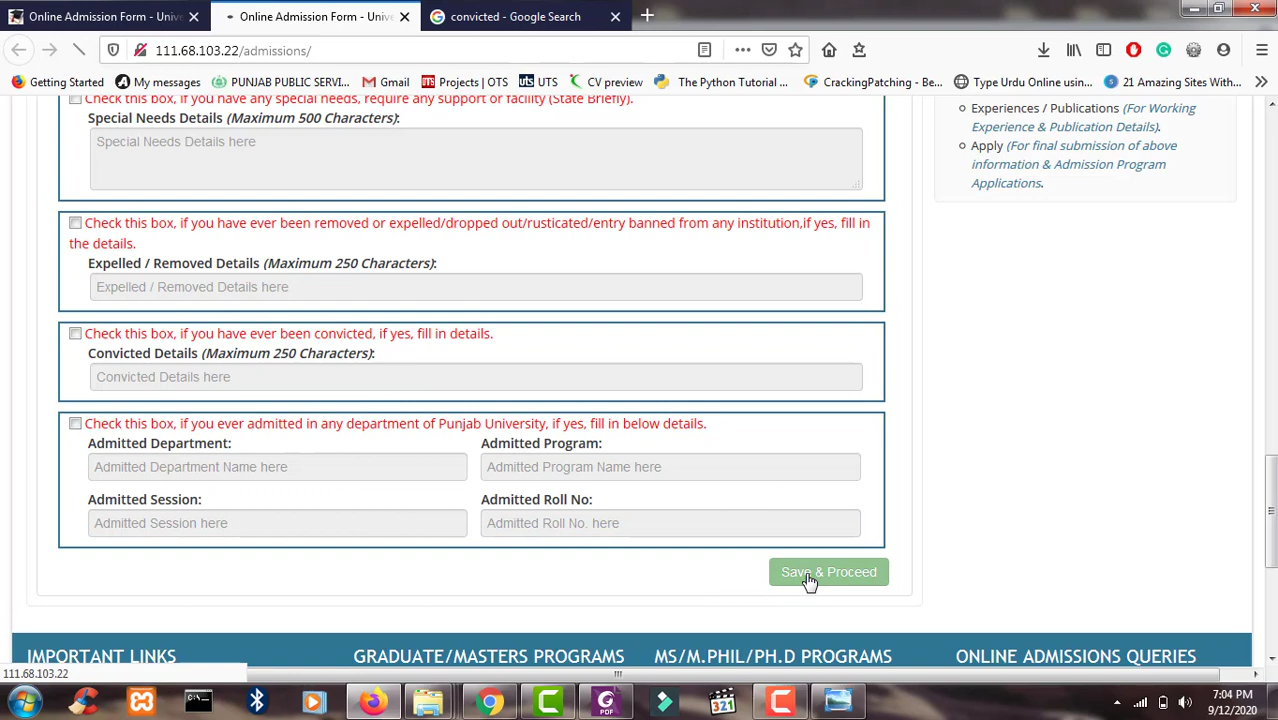 Online Admission Form - Unive
Online Admission Form - Unive
convicted - Google Search
111.68.103.22/admissions/
Getting Started
My messages
PUNJAB PUBLIC SERVI...
Gmail
Projects | OTS
UTS
CV preview
The Python Tutorial ...
CrackingPatching - Be...
Type Urdu Online usin...
21 Amazing Sites With...
Check this box, if you have any special needs, require any support or facility (State Briefly).
Special Needs Details (Maximum 500 Characters):
Special Needs Details here
Check this box, if you have ever been removed or expelled/dropped out/rusticated/entry banned from any institution,if yes, fill in
the details.
Expelled / Removed Details (Maximum 250 Characters):
Expelled / Removed Details here
Check this box, if you have ever been convicted, if yes, fill in details.
Convicted Details (Maximum 250 Characters):
Convicted Details here
Check this box, if you ever admitted in any department of Punjab University, if yes, fill in below details.
Admitted Department:
Admitted Program:
Admitted Department Name here
Admitted Program Name here
Admitted Session:
Admitted Roll No:
Admitted Session here
Admitted Roll No. here
Save & Proceed
Experiences / Publications (For Working
Experience & Publication Details).
Apply (For final submission of above
information & Admission Program
Applications).
IMPORTANT LINKS
GRADUATE/MASTERS PROGRAMS
MS/M.PHIL/PH.D PROGRAMS
ONLINE ADMISSIONS QUERIES
111.68.103.22
PDF
321
7:04 PM
9/12/2020